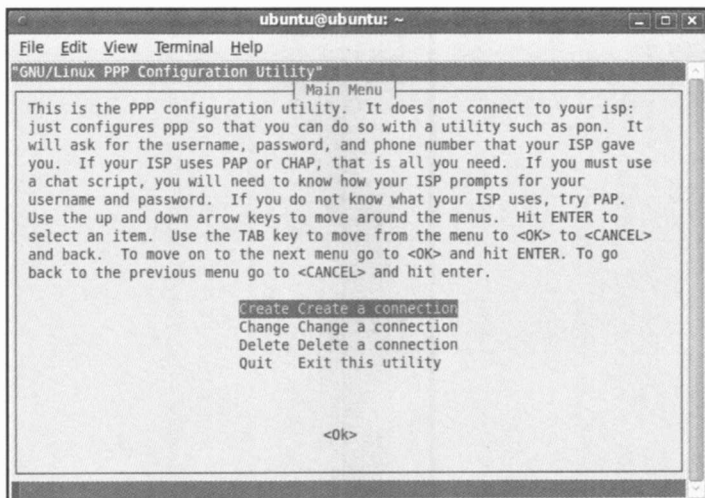 ubuntu@ubuntu: ~
File Edit View Terminal Help
"GNU/Linux PPP Configuration Utility"
Main Menu
This is the PPP configuration utility.  It does not connect to your isp:
just configures ppp so that you can do so with a utility such as pon.  It
will ask for the username, password, and phone number that your ISP gave
you.  If your ISP uses PAP or CHAP, that is all you need.  If you must use
a chat script, you will need to know how your ISP prompts for your
username and password.  If you do not know what your ISP uses, try PAP.
Use the up and down arrow keys to move around the menus.  Hit ENTER to
select an item.  Use the TAB key to move from the menu to <OK> to <CANCEL>
and back.  To move on to the next menu go to <OK> and hit ENTER. To go
back to the previous menu go to <CANCEL> and hit enter.
Create Create a connection
Change Change a connection
Delete Delete a connection
Quit   Exit this utility
<Ok>